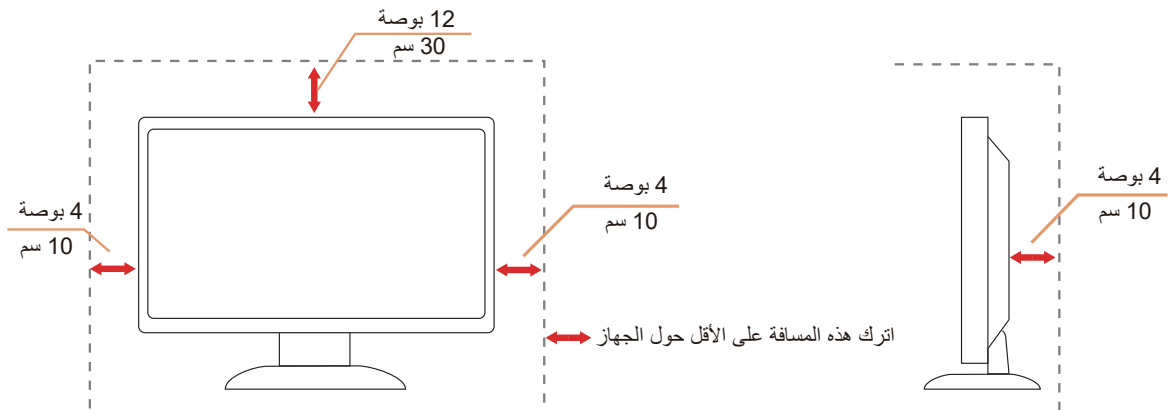 12 بوصة
30 سم
4 بوصة
10 سم
4 بوصة
10 سم
4 بوصة
10 سم
اترك هذه المسافة على الأقل حول الجهاز